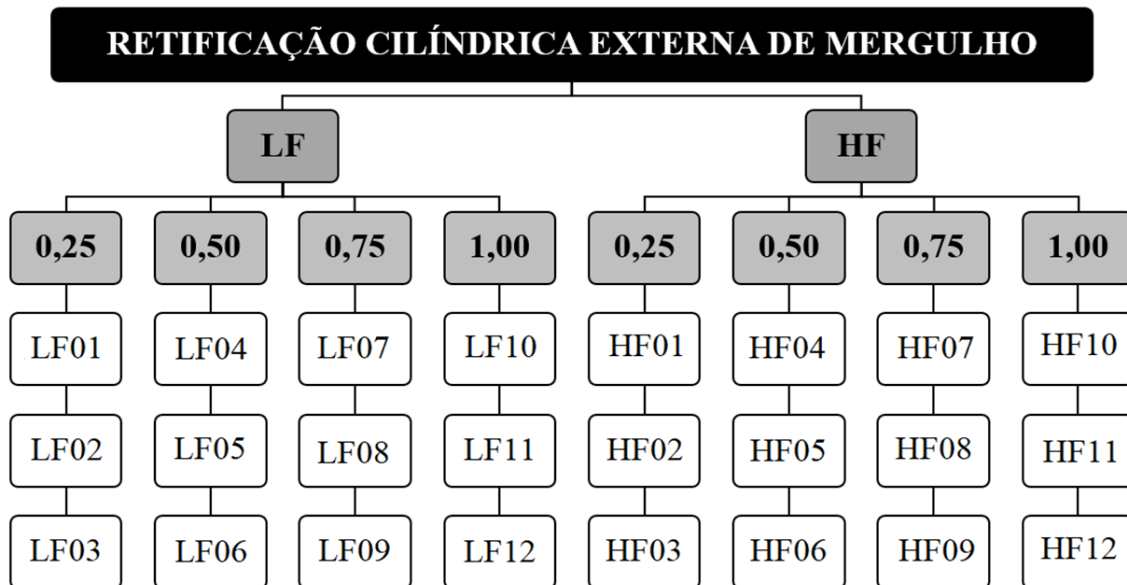 RETIFICAÇÃO CILÍNDRICA EXTERNA DE MERGULHO
LF HF
0,25 0,50 0,75 1,00 0,25 0,50 0,75 1,00
LF01 LF04 LF07 LF10 HF01 HF04 HF07 HF10
LF02 LF05 LF08 LF11 HF02 HF05 HF08 HF11
LF03 LF06 LF09 LF12 HF03 HF06 HF09 HF12